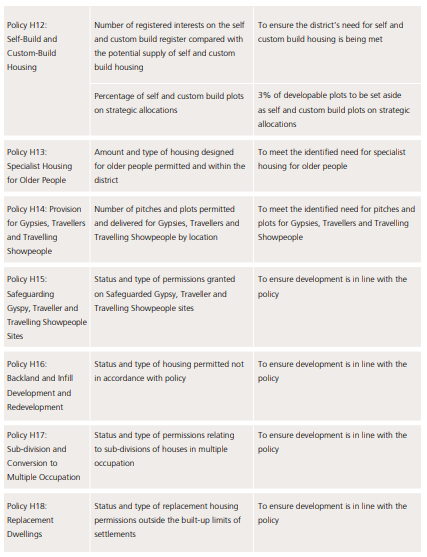 Policy H12:
Self-Build and
Custom-Build
Housing
Number of registered interests on the self
and custom build register compared with
the potential supply of self and custom
build housing
To ensure the district's need for self and
custom build housing is being met
Percentage of self and custom build plots
on strategic allocations
3% of developable plots to be set aside
as self and custom build plots on strategic
allocations
Policy H13:
Specialist Housing
for Older People
Amount and type of housing designed
for older people permitted and within the
district
To meet the identified need for specialist
housing for older people
Policy H14: Provision
for Gypsies, Travellers
and Travelling
Showpeople
Number of pitches and plots permitted
and delivered for Gypsies, Travellers and
Travelling Showpeople by location
To meet the identified need for pitches and
plots for Gypsies, Travellers and Travelling
Showpeople
Policy H15:
Safeguarding
Gyspy, Traveller and
Travelling Showpeople
Sites
Status and type of permissions granted
on Safeguarded Gypsy, Traveller and
Travelling Showpeople sites
To ensure development is in line with the
policy
Policy H16:
Backland and Infill
Development and
Redevelopment
Status and type of housing permitted not
in accordance with policy
To ensure development is in line with the
policy
Policy H17:
Sub-division and
Conversion to
Multiple Occupation
Status and type of permissions relating
to sub-divisions of houses in multiple
occupation
To ensure development is in line with the
policy
Policy H18:
Replacement
Dwellings
Status and type of replacement housing
permissions outside the built-up limits of
settlements
To ensure development is in line with the
policy